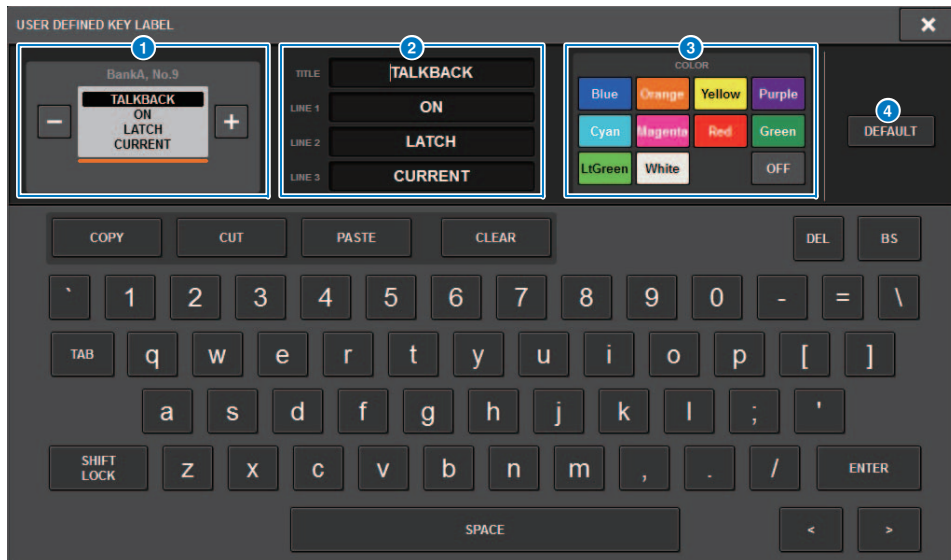 USER DEFINED KEY LABEL ×
1 2 3 4
BankA, No.9
− +
TALKBACK
ON
LATCH
CURRENT
TITLE TALKBACK
LINE 1 ON
LINE 2 LATCH
LINE 3 CURRENT
COLOR
Blue Orange Yellow Purple
Cyan Magenta Red Green
LtGreen White OFF
DEFAULT
COPY CUT PASTE CLEAR DEL BS
` 1 2 3 4 5 6 7 8 9 0 - = \
TAB q w e r t y u i o p [ ]
a s d f g h j k l ; '
SHIFT LOCK z x c v b n m , . / ENTER
SPACE < >